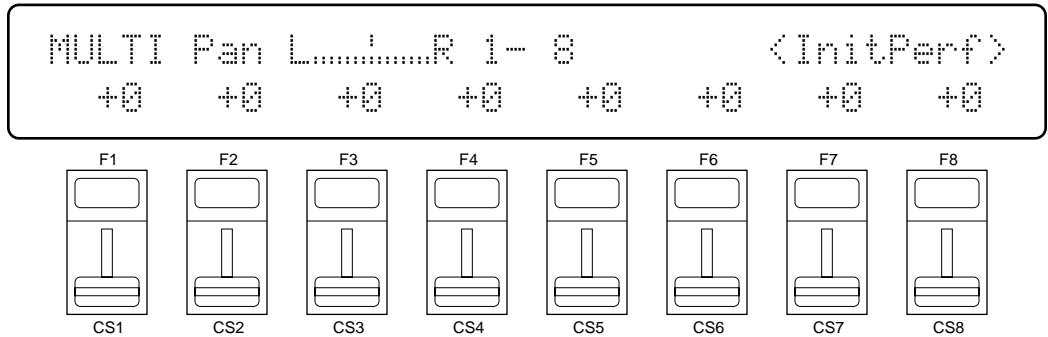 MULTI Pan L.......¦.......R 1- 8 <InitPerf>
+0 +0 +0 +0 +0 +0 +0 +0
F1 F2 F3 F4 F5 F6 F7 F8
CS1 CS2 CS3 CS4 CS5 CS6 CS7 CS8